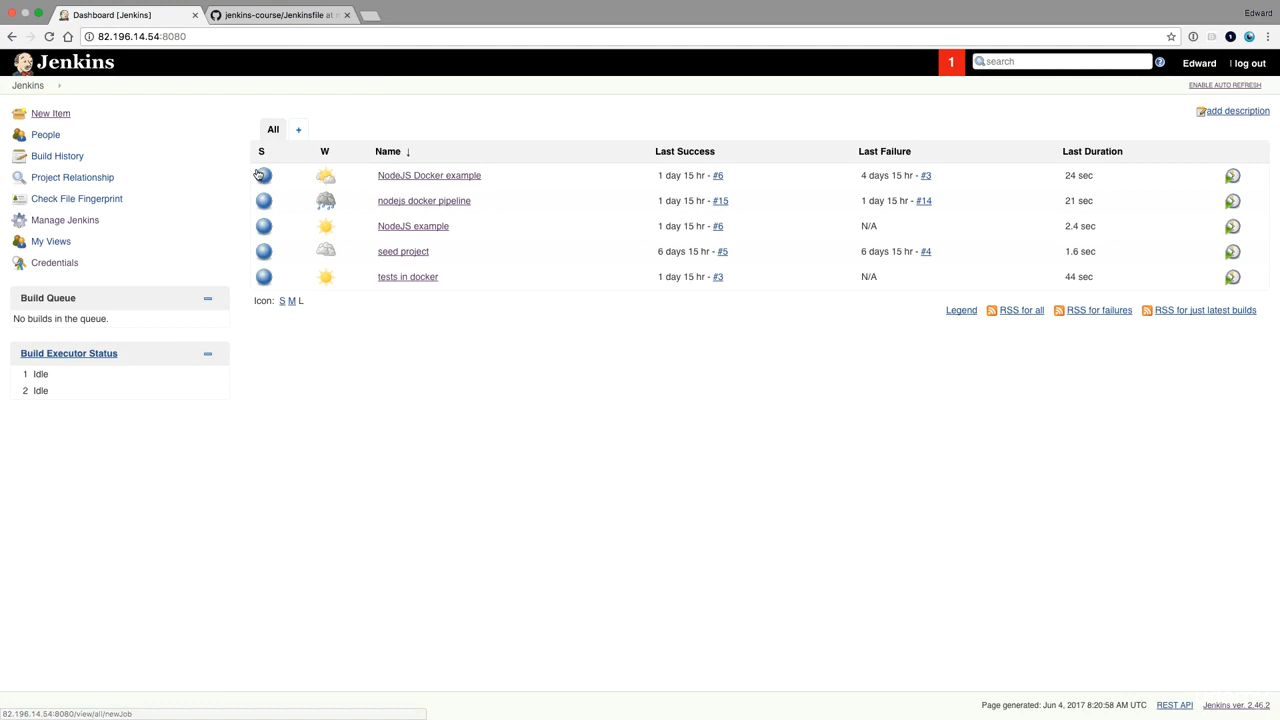 Dashboard [Jenkins]
jenkins-course/Jenkinsfile at
Edward
82.196.14.54:8080
Jenkins
1
search
Edward
| log out
Jenkins
ENABLE AUTO REFRESH
New Item
People
Build History
Project Relationship
Check File Fingerprint
Manage Jenkins
My Views
Credentials
Build Queue
No builds in the queue.
Build Executor Status
1 Idle
2 Idle
add description
All +
S W Name ↓ Last Success Last Failure Last Duration
NodeJS Docker example 1 day 15 hr - #6 4 days 15 hr - #3 24 sec
nodejs docker pipeline 1 day 15 hr - #15 1 day 15 hr - #14 21 sec
NodeJS example 1 day 15 hr - #6 N/A 2.4 sec
seed project 6 days 15 hr - #5 6 days 15 hr - #4 1.6 sec
tests in docker 1 day 15 hr - #3 N/A 44 sec
Icon: S M L
Legend RSS for all RSS for failures RSS for just latest builds
Page generated: Jun 4, 2017 8:20:58 AM UTC REST API Jenkins ver. 2.46.2
82.196.14.54:8080/view/all/newJob